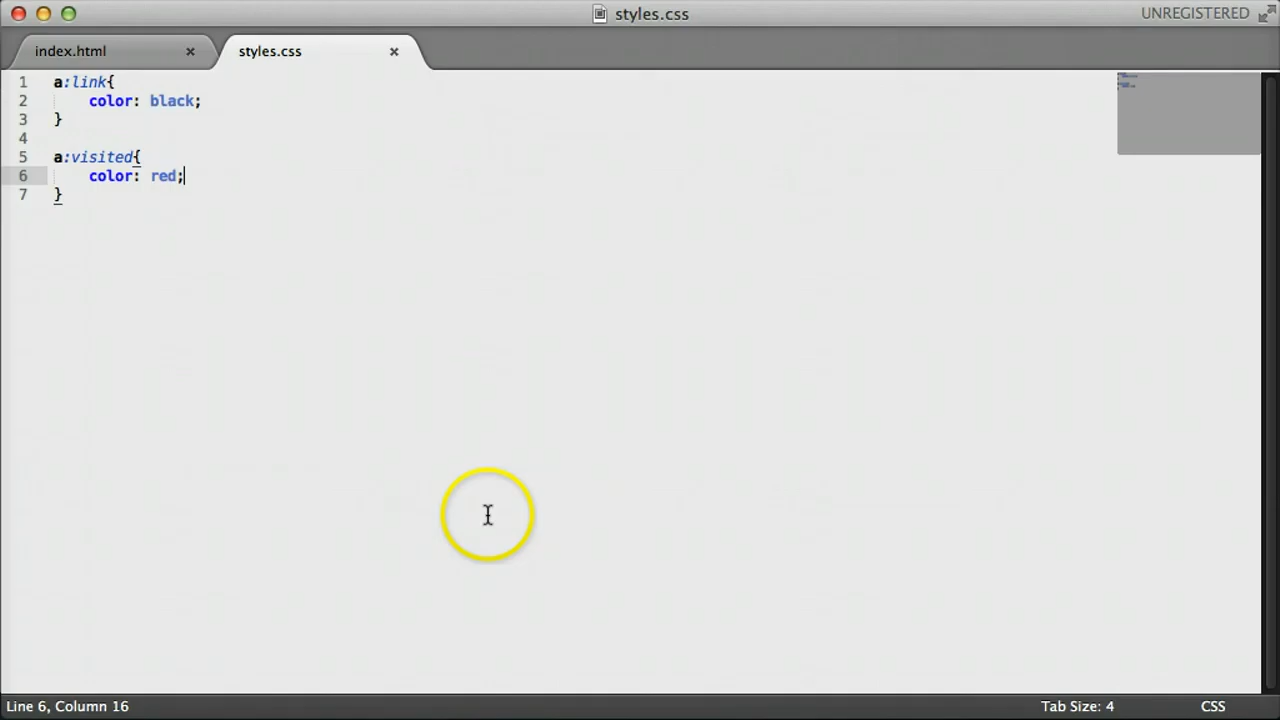 styles.css
UNREGISTERED
index.html × styles.css ×
1 a:link{
2 color: black;
3 }
4
5 a:visited{
6 color: red;
7 }
Line 6, Column 16 Tab Size: 4 CSS